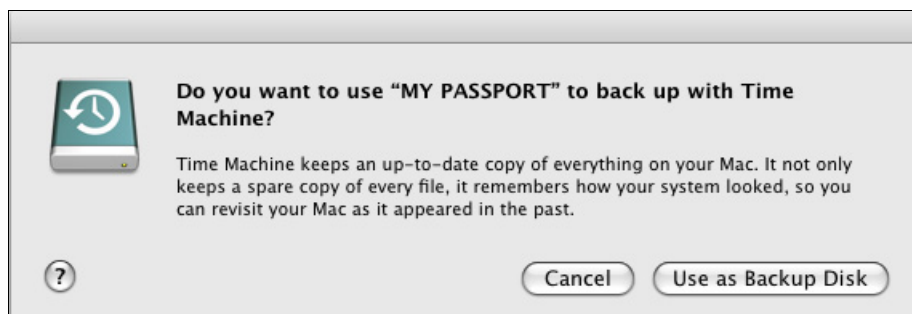 Do you want to use “MY PASSPORT” to back up with Time
Machine?
Time Machine keeps an up-to-date copy of everything on your Mac. It not only
keeps a spare copy of every file, it remembers how your system looked, so you
can revisit your Mac as it appeared in the past.
?
Cancel
Use as Backup Disk